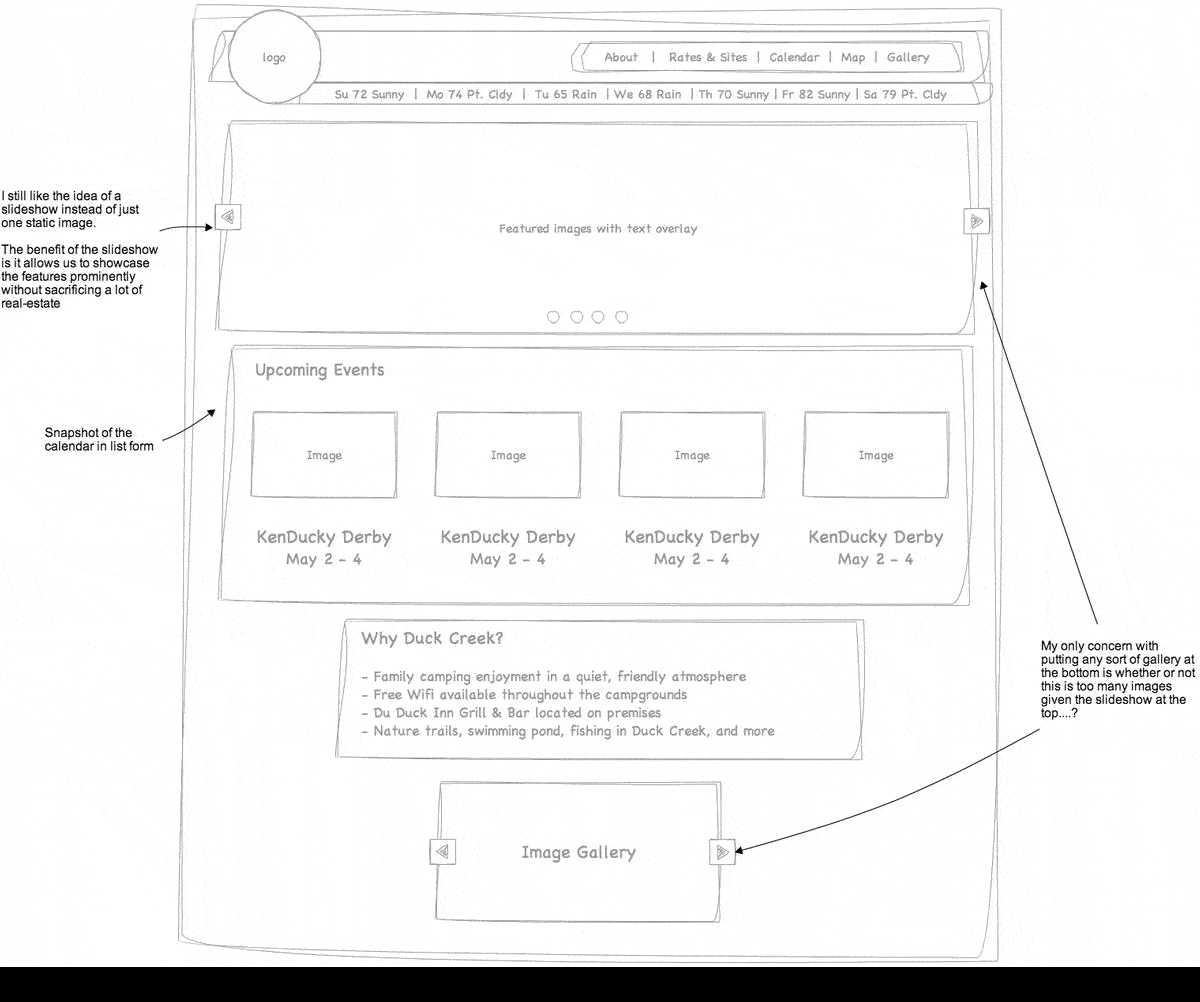 logo
About | Rates & Sites | Calendar | Map | Gallery
Su 72 Sunny | Mo 74 Pt. Cldy | Tu 65 Rain | We 68 Rain | Th 70 Sunny | Fr 82 Sunny | Sa 79 Pt. Cldy
I still like the idea of a
slideshow instead of just
one static image.
The benefit of the slideshow
is it allows us to showcase
the features prominently
without sacrificing a lot of
real-estate
Featured images with text overlay
Upcoming Events
Snapshot of the
calendar in list form
Image Image Image Image
KenDucky Derby KenDucky Derby KenDucky Derby KenDucky Derby
May 2 - 4 May 2 - 4 May 2 - 4 May 2 - 4
Why Duck Creek?
- Family camping enjoyment in a quiet, friendly atmosphere
- Free Wifi available throughout the campgrounds
- Du Duck Inn Grill & Bar located on premises
- Nature trails, swimming pond, fishing in Duck Creek, and more
My only concern with
putting any sort of gallery at
the bottom is whether or not
this is too many images
given the slideshow at the
top....?
Image Gallery